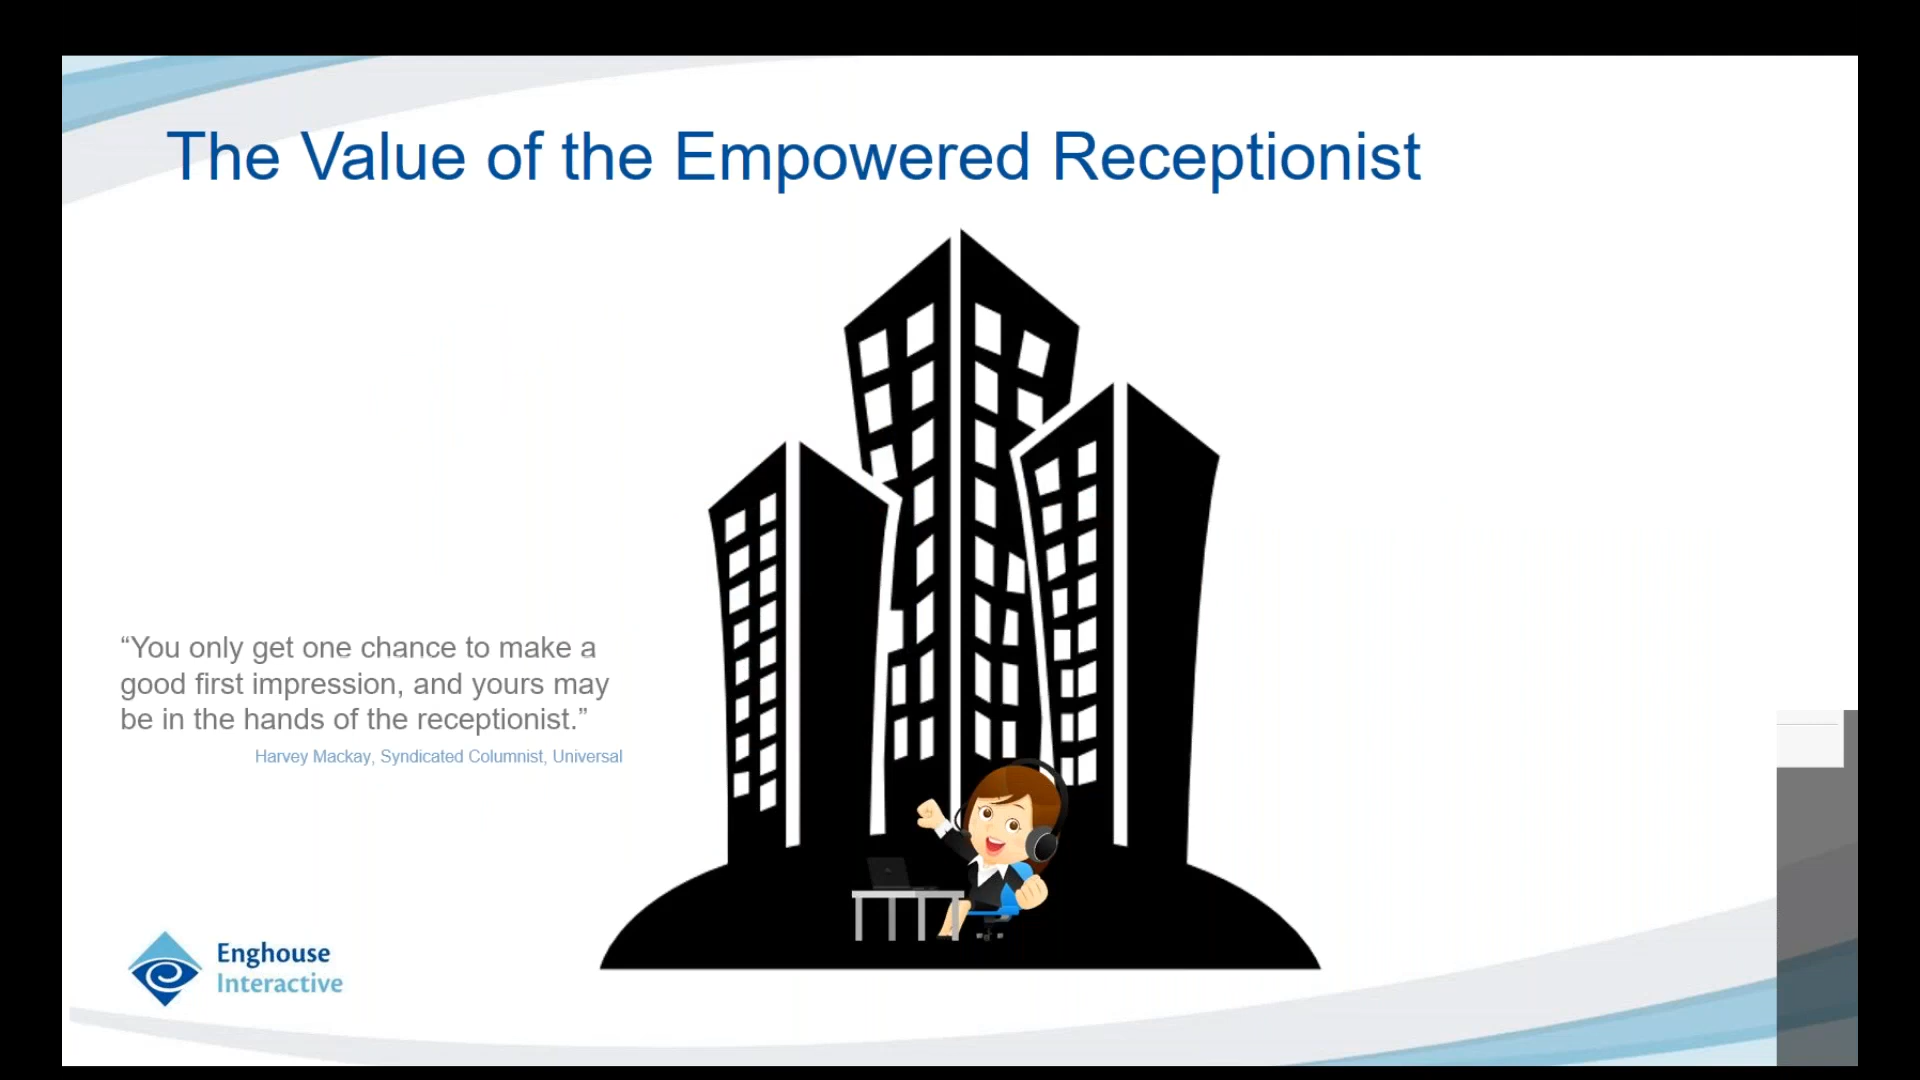 The Value of the Empowered Receptionist
“You only get one chance to make a
good first impression, and yours may
be in the hands of the receptionist.”
Harvey Mackay, Syndicated Columnist, Universal
Enghouse
Interactive